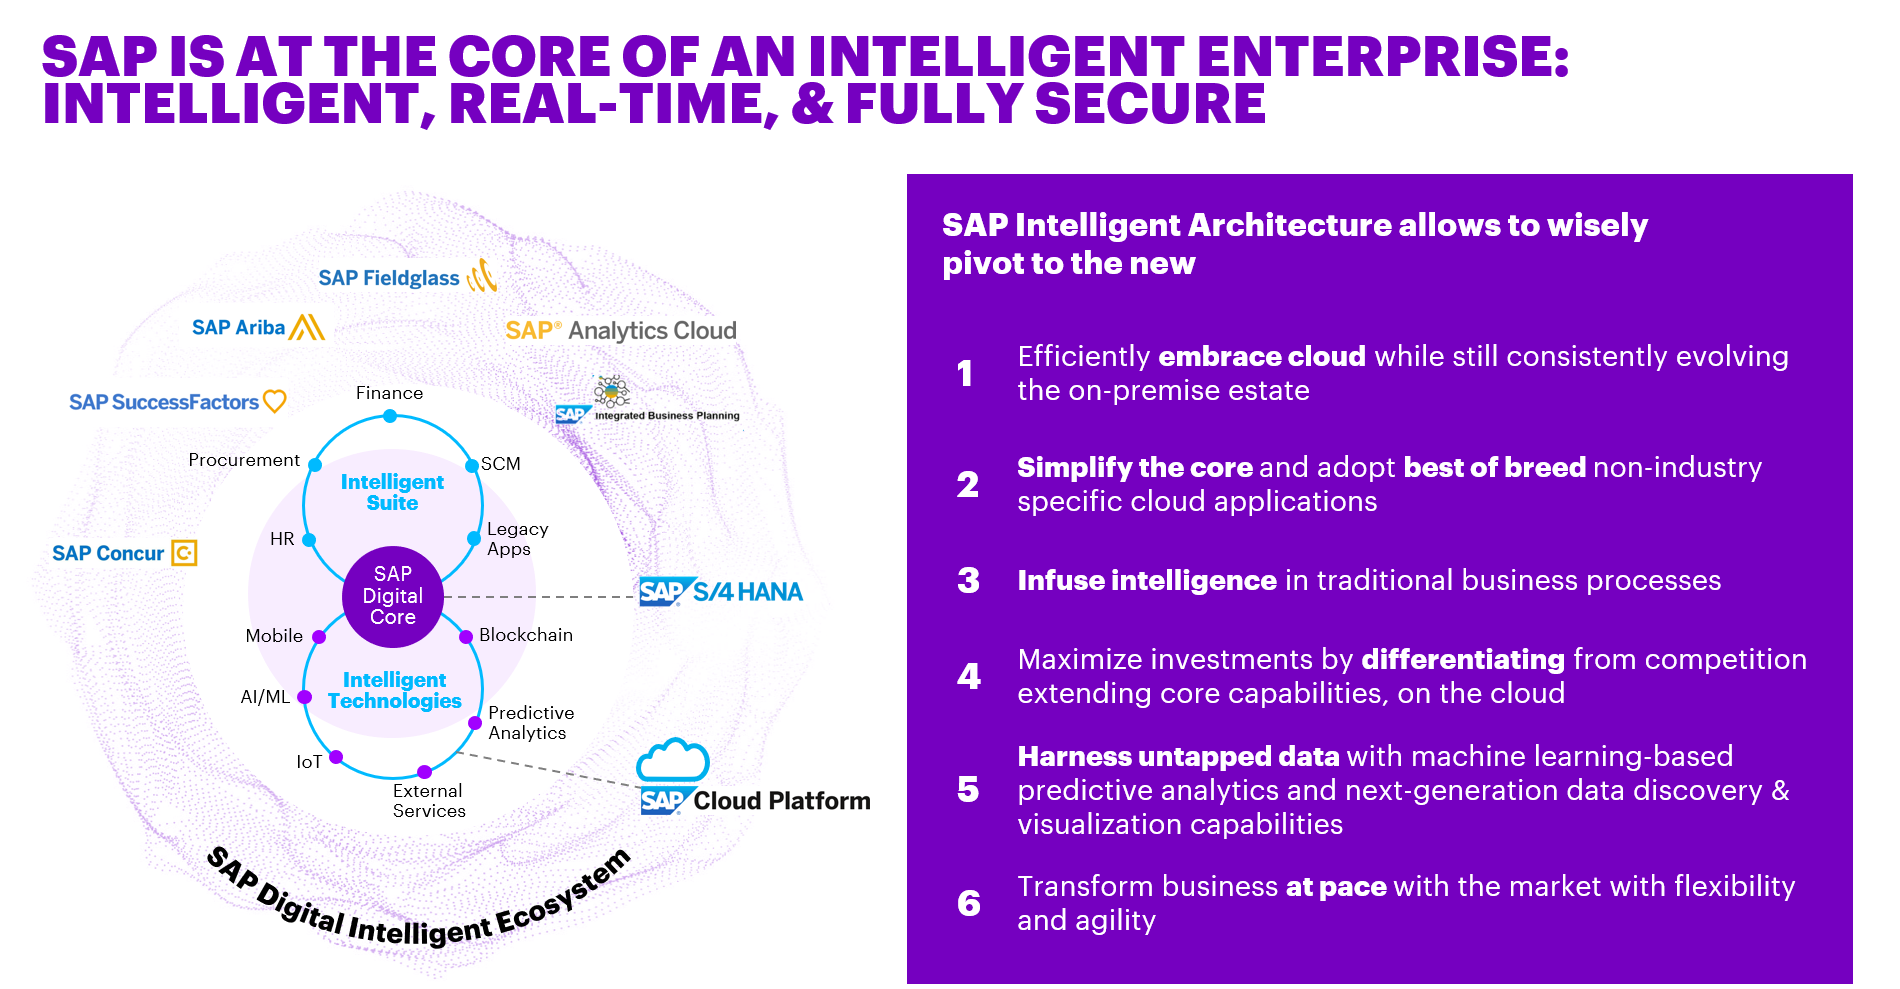 SAP IS AT THE CORE OF AN INTELLIGENT ENTERPRISE:
INTELLIGENT, REAL-TIME, & FULLY SECURE
SAP Fieldglass
SAP Ariba
SAP® Analytics Cloud
SAP SuccessFactors
SAP Integrated Business Planning
Finance
Procurement
SCM
Intelligent
Suite
HR
Legacy
Apps
SAP Concur
SAP
Digital
Core
SAP® S/4 HANA
Mobile
Blockchain
AI/ML
Intelligent
Technologies
Predictive
Analytics
IoT
External
Services
SAP® Cloud Platform
SAP Digital Intelligent Ecosystem
SAP Intelligent Architecture allows to wisely
pivot to the new
1
Efficiently embrace cloud while still consistently evolving
the on-premise estate
2
Simplify the core and adopt best of breed non-industry
specific cloud applications
3
Infuse intelligence in traditional business processes
4
Maximize investments by differentiating from competition
extending core capabilities, on the cloud
5
Harness untapped data with machine learning-based
predictive analytics and next-generation data discovery &
visualization capabilities
6
Transform business at pace with the market with flexibility
and agility